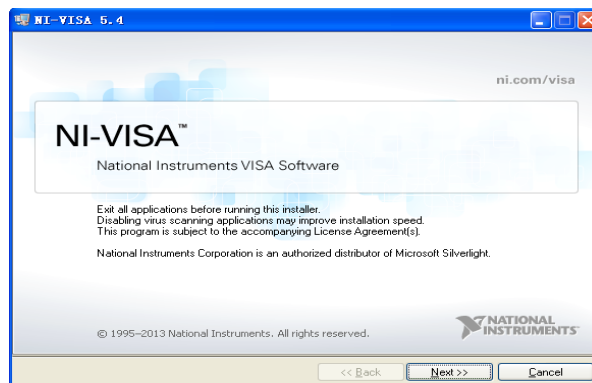 NI-VISA 5.4
ni.com/visa
NI-VISA™
National Instruments VISA Software
Exit all applications before running this installer.
Disabling virus scanning applications may improve installation speed.
This program is subject to the accompanying License Agreement(s).
National Instruments Corporation is an authorized distributor of Microsoft Silverlight.
© 1995–2013 National Instruments. All rights reserved.
NATIONAL
INSTRUMENTS™
<< Back Next >> Cancel